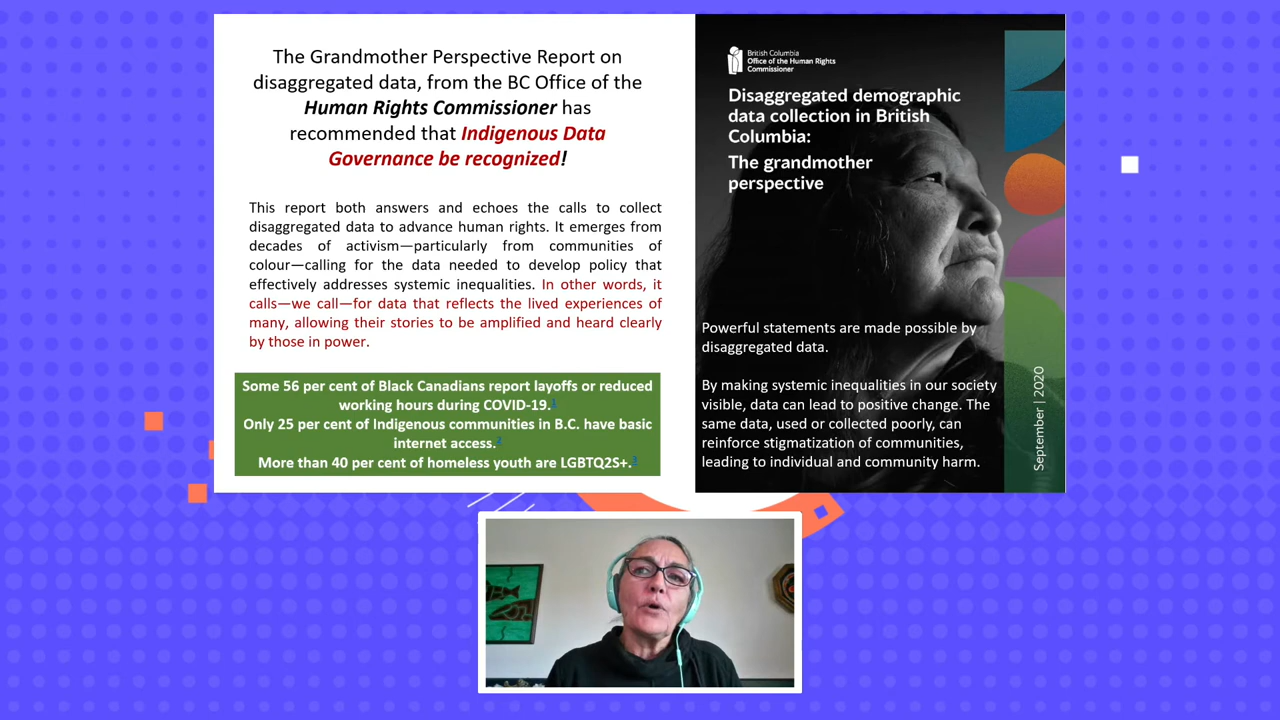 The Grandmother Perspective Report on
disaggregated data, from the BC Office of the
Human Rights Commissioner has
recommended that Indigenous Data
Governance be recognized!
This report both answers and echoes the calls to collect
disaggregated data to advance human rights. It emerges from
decades of activism—particularly from communities of
colour—calling for the data needed to develop policy that
effectively addresses systemic inequalities. In other words, it
calls—we call—for data that reflects the lived experiences of
many, allowing their stories to be amplified and heard clearly
by those in power.
Some 56 per cent of Black Canadians report layoffs or reduced
working hours during COVID-19.1
Only 25 per cent of Indigenous communities in B.C. have basic
internet access.2
More than 40 per cent of homeless youth are LGBTQ2S+.3
British Columbia
Office of the Human Rights
Commissioner
Disaggregated demographic
data collection in British
Columbia:
The grandmother
perspective
Powerful statements are made possible by
disaggregated data.
By making systemic inequalities in our society
visible, data can lead to positive change. The
same data, used or collected poorly, can
reinforce stigmatization of communities,
leading to individual and community harm.
September | 2020